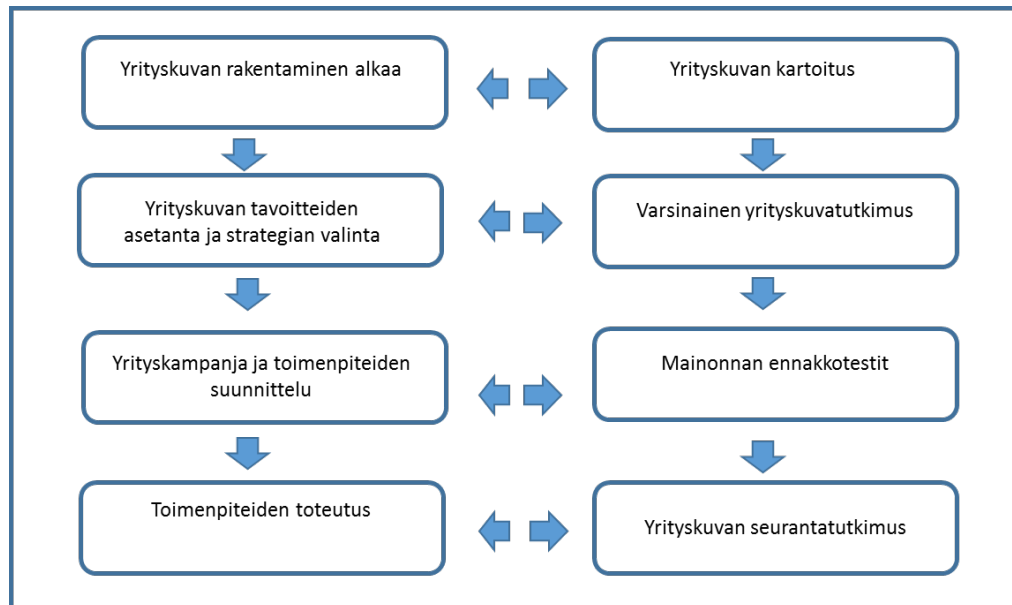 Yrityskuvan rakentaminen alkaa
Yrityskuvan kartoitus
Yrityskuvan tavoitteiden
asetanta ja strategian valinta
Varsinainen yrityskuvatutkimus
Yrityskampanja ja toimenpiteiden
suunnittelu
Mainonnan ennakkotestit
Toimenpiteiden toteutus
Yrityskuvan seurantatutkimus